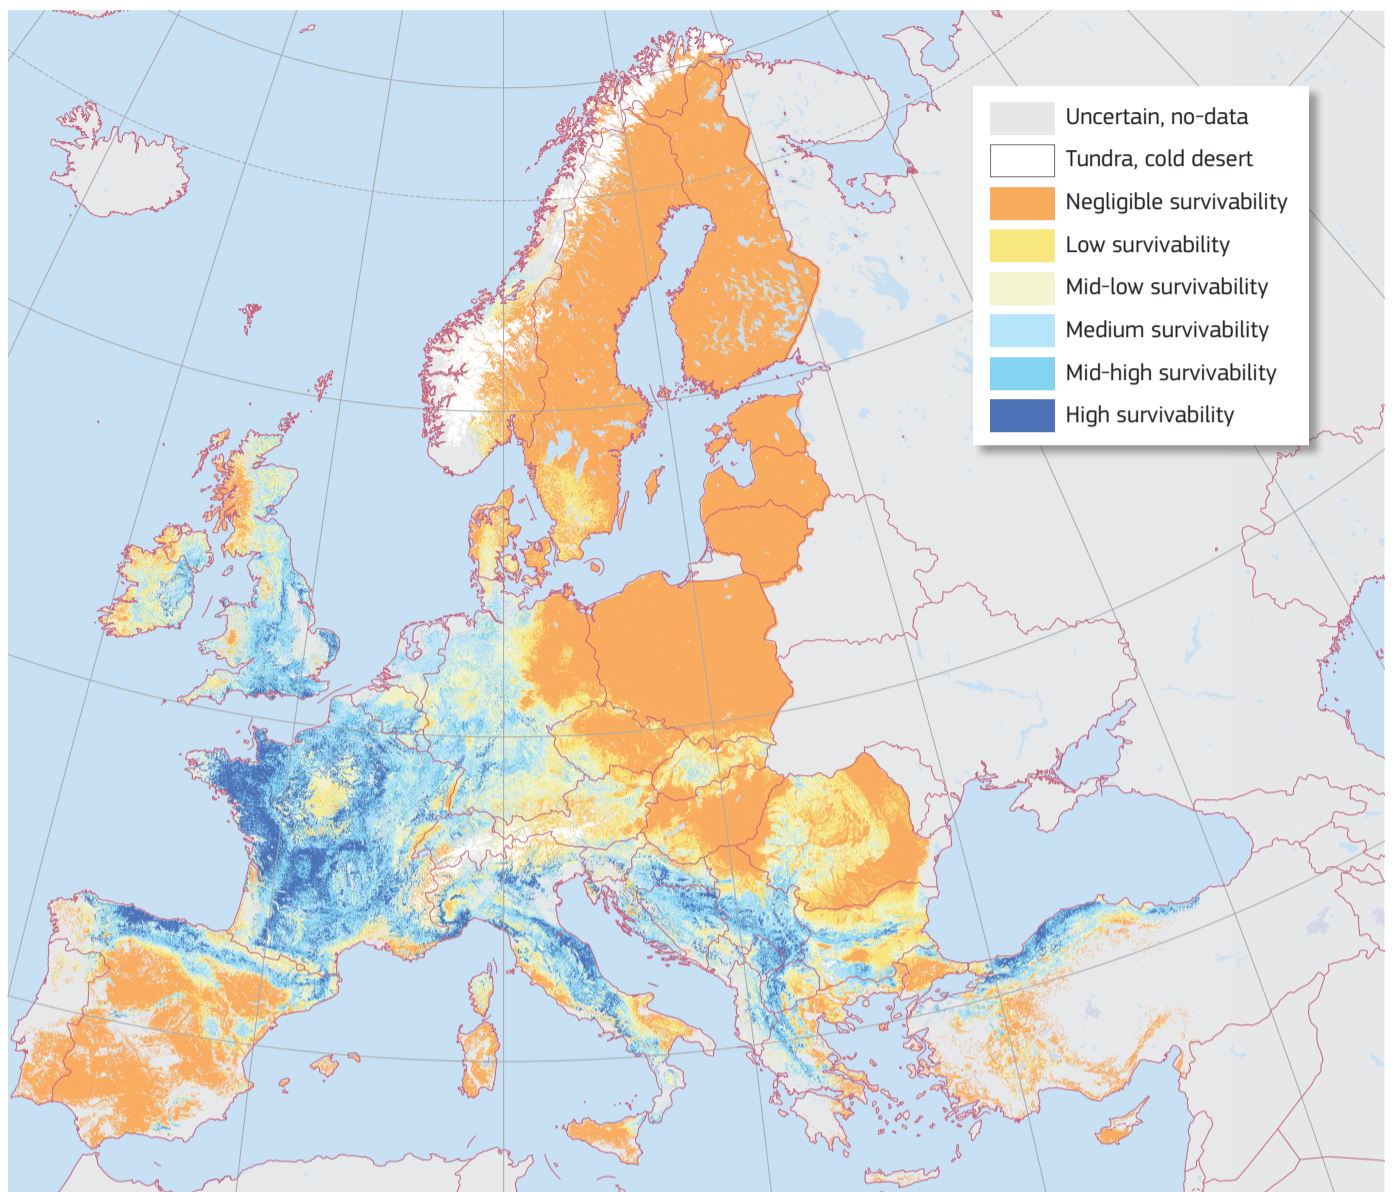 Uncertain, no-data
Tundra, cold desert
Negligible survivability
Low survivability
Mid-low survivability
Medium survivability
Mid-high survivability
High survivability